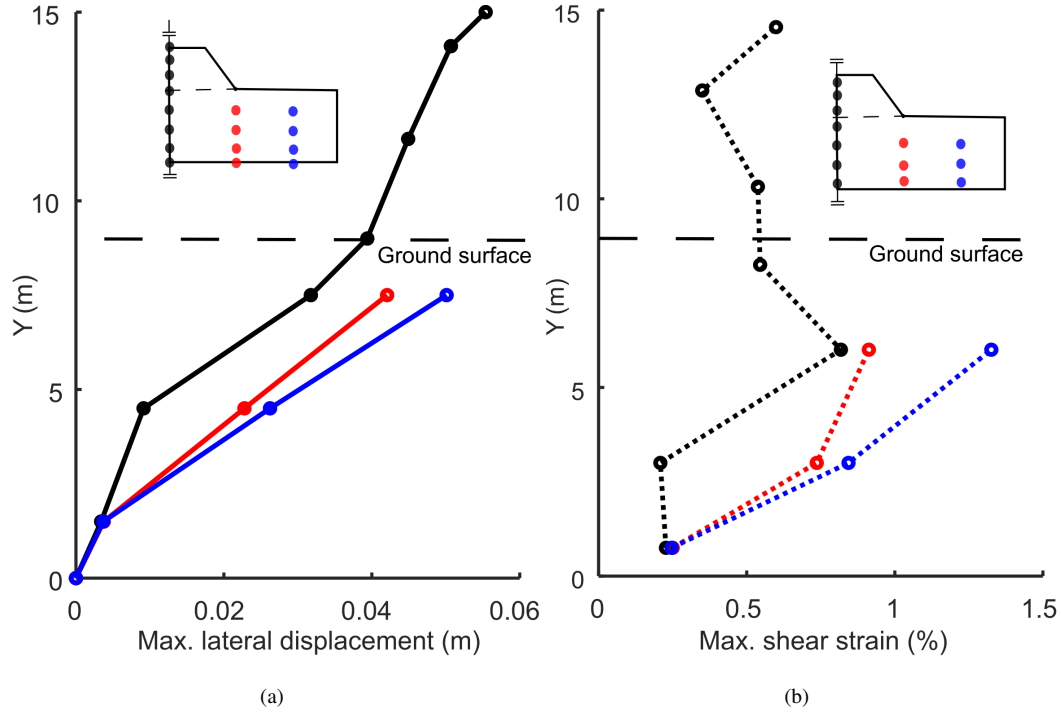 15
10
5
0
Y (m)
Ground surface
0
0.02
0.04
0.06
Max. lateral displacement (m)
(a)
15
10
5
0
Y (m)
Ground surface
0
0.5
1
1.5
Max. shear strain (%)
(b)